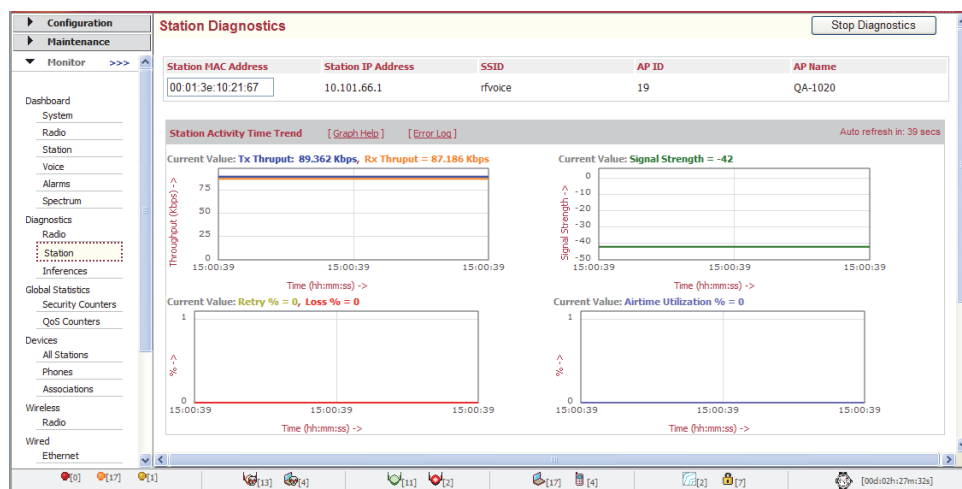 Configuration
Maintenance
Monitor >>>
Dashboard
System
Radio
Station
Voice
Alarms
Spectrum
Diagnostics
Radio
Station
Inferences
Global Statistics
Security Counters
QoS Counters
Devices
All Stations
Phones
Associations
Wireless
Radio
Wired
Ethernet
Station Diagnostics
Stop Diagnostics
Station MAC Address Station IP Address SSID AP ID AP Name
00:01:3e:10:21:67 10.101.66.1 rfvoice 19 QA-1020
Station Activity Time Trend [ Graph Help ] [ Error Log ] Auto refresh in: 39 secs
Current Value: Tx Thruput: 89.362 Kbps, Rx Thruput = 87.186 Kbps
Throughput (Kbps) ->
75
50
25
0
15:00:39 15:00:39 15:00:39
Time (hh:mm:ss) ->
Current Value: Signal Strength = -42
Signal Strength ->
0
-10
-20
-30
-40
-50
15:00:39 15:00:39 15:00:39
Time (hh:mm:ss) ->
Current Value: Retry % = 0, Loss % = 0
% ->
1
0
15:00:39 15:00:39 15:00:39
Time (hh:mm:ss) ->
Current Value: Airtime Utilization % = 0
% ->
1
0
15:00:39 15:00:39 15:00:39
Time (hh:mm:ss) ->
[0] [17] [1] [13] [4] [11] [2] [17] [4] [2] [7] [00d:02h:27m:32s]